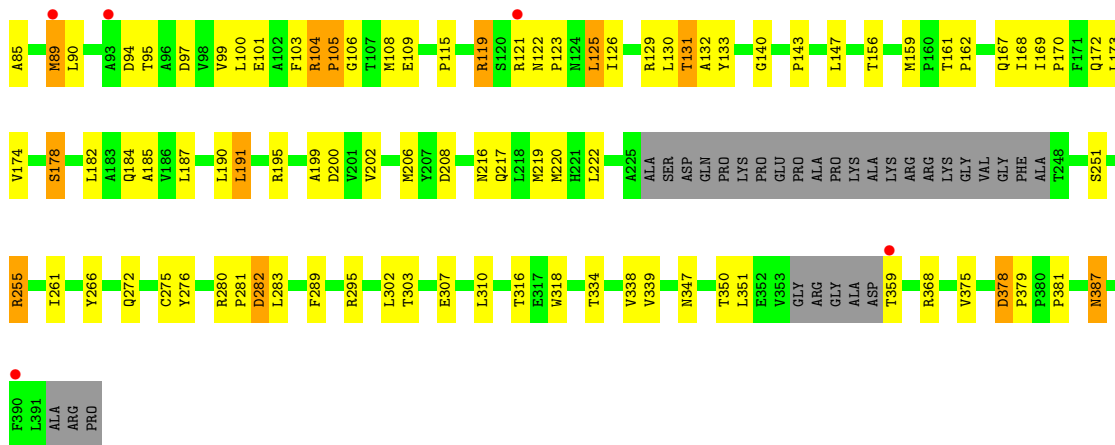 A85 M89 L90 A93 D94 T95 A96 D97 V98 V99 L100 E101 A102 F103 R104 P105 G106 T107 M108 E109 P115 R119 S120 R121 N122 P123 N124 L125 I126 R129 L130 T131 A132 Y133 G140 P143 L147 T156 M159 P160 T161 P162 Q167 I168 I169 P170 F171 Q172 L173
V174 S178 L182 A183 Q184 A185 V186 L187 L190 L191 R195 A199 D200 V201 V202 M206 Y207 D208 N216 Q217 L218 M219 M220 H221 L222 A225 ALA SER ASP GLN PRO LYS PRO GLU PRO ALA PRO LYS ALA LYS ARG ARG LYS GLY VAL GLY PHE ALA T248 S251
R255 I261 Y266 Q272 C275 Y276 R280 P281 D282 L283 F289 R295 L302 T303 E307 L310 T316 E317 W318 T334 V338 V339 N347 T350 L351 E352 V353 GLY ARG GLY ALA ASP T359 R368 V375 D378 P379 P380 P381 N387
F390 L391 ALA ARG PRO